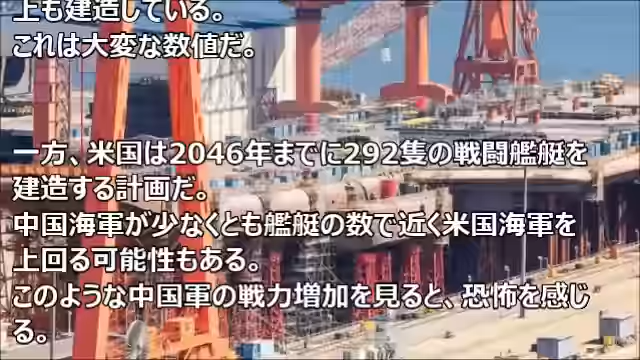 上も建造している。
これは大変な数値だ。
一方、米国は2046年までに292隻の戦闘艦艇を
建造する計画だ。
中国海軍が少なくとも艦艇の数で近く米国海軍を
上回る可能性もある。
このような中国軍の戦力増加を見ると、恐怖を感じ
る。